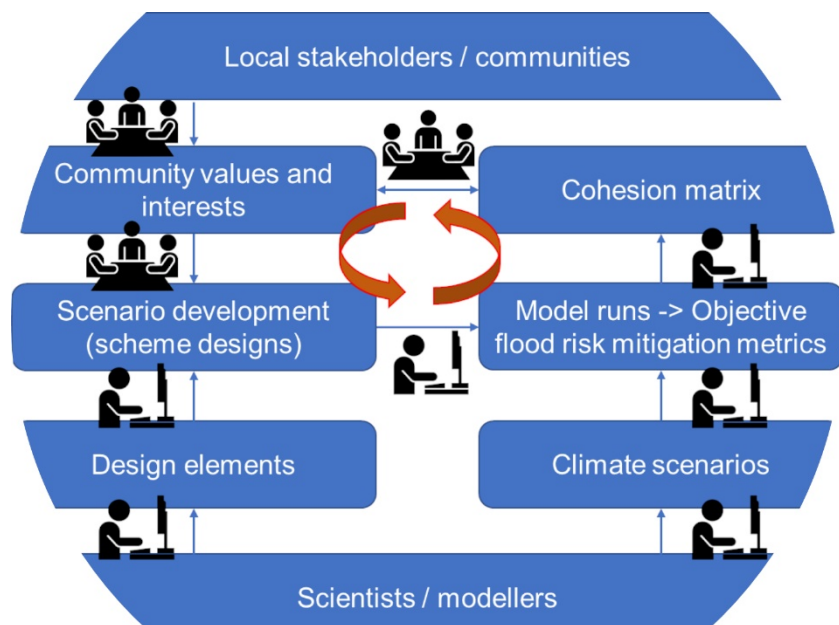 Local stakeholders / communities
Community values and
interests
Cohesion matrix
Scenario development
(scheme designs)
Model runs -> Objective
flood risk mitigation metrics
Design elements
Climate scenarios
Scientists / modellers